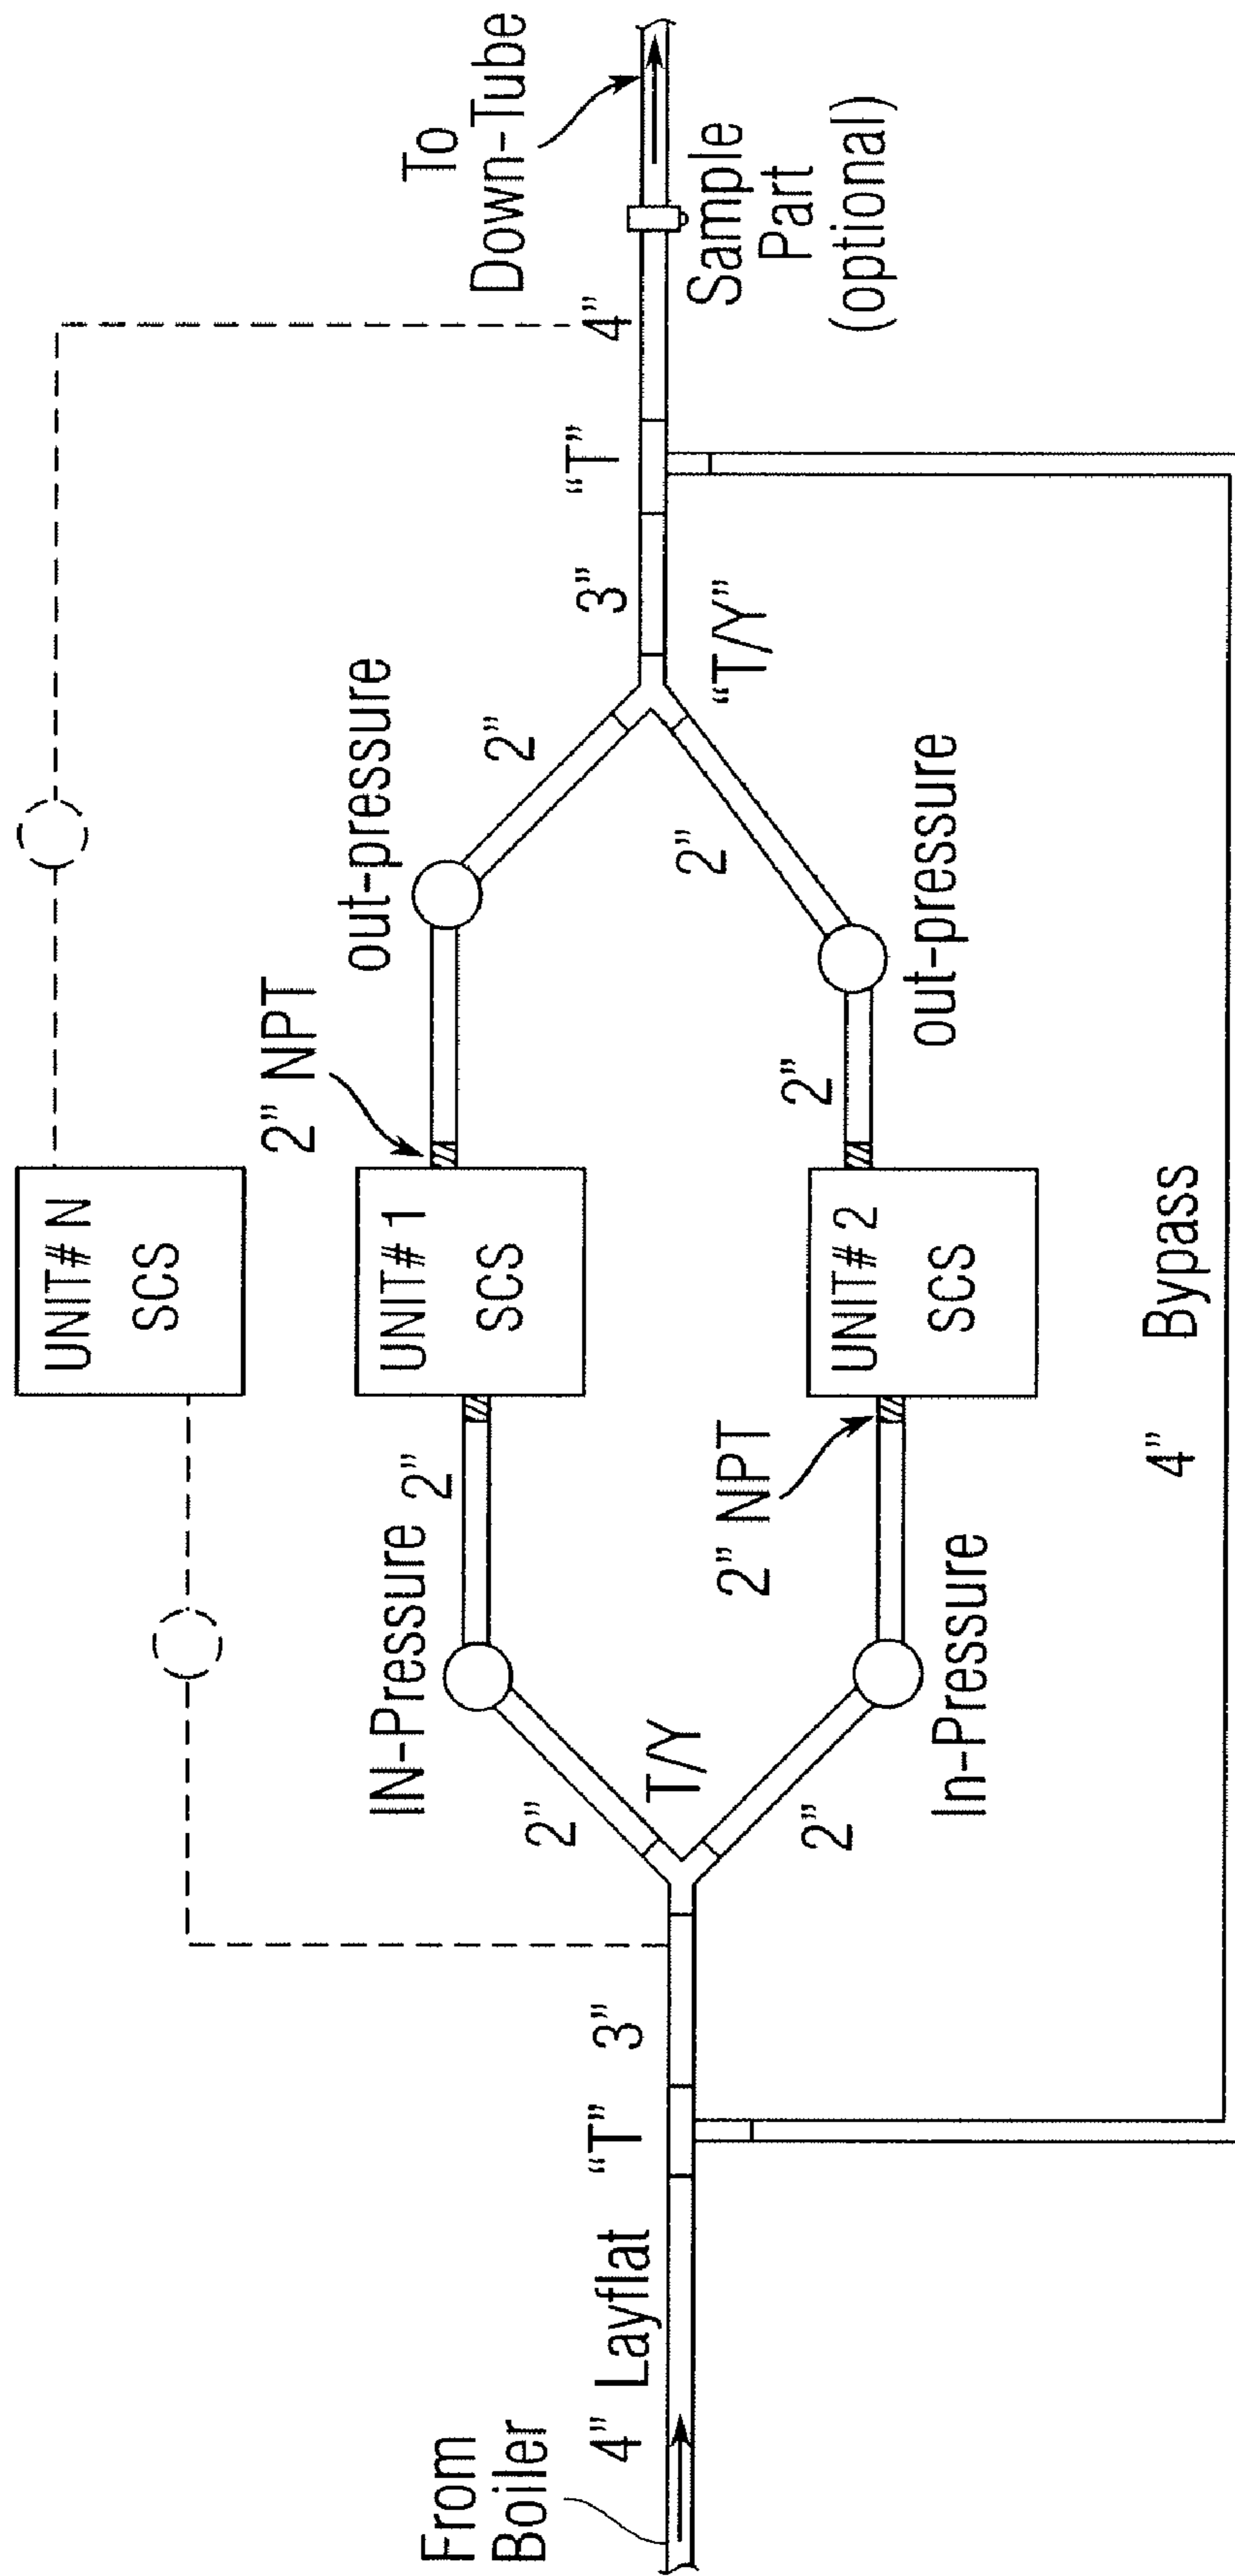 From
Boiler
4” Layflat
“T”
3”
2”
T/Y
2”
IN-Pressure
2”
In-Pressure
2” NPT
UNIT# N
SCS
UNIT# 1
SCS
UNIT# 2
SCS
2” NPT
out-pressure
2”
out-pressure
2”
2”
“T/Y”
3”
“T”
4”
To
Down-Tube
Sample
Part
(optional)
4” Bypass